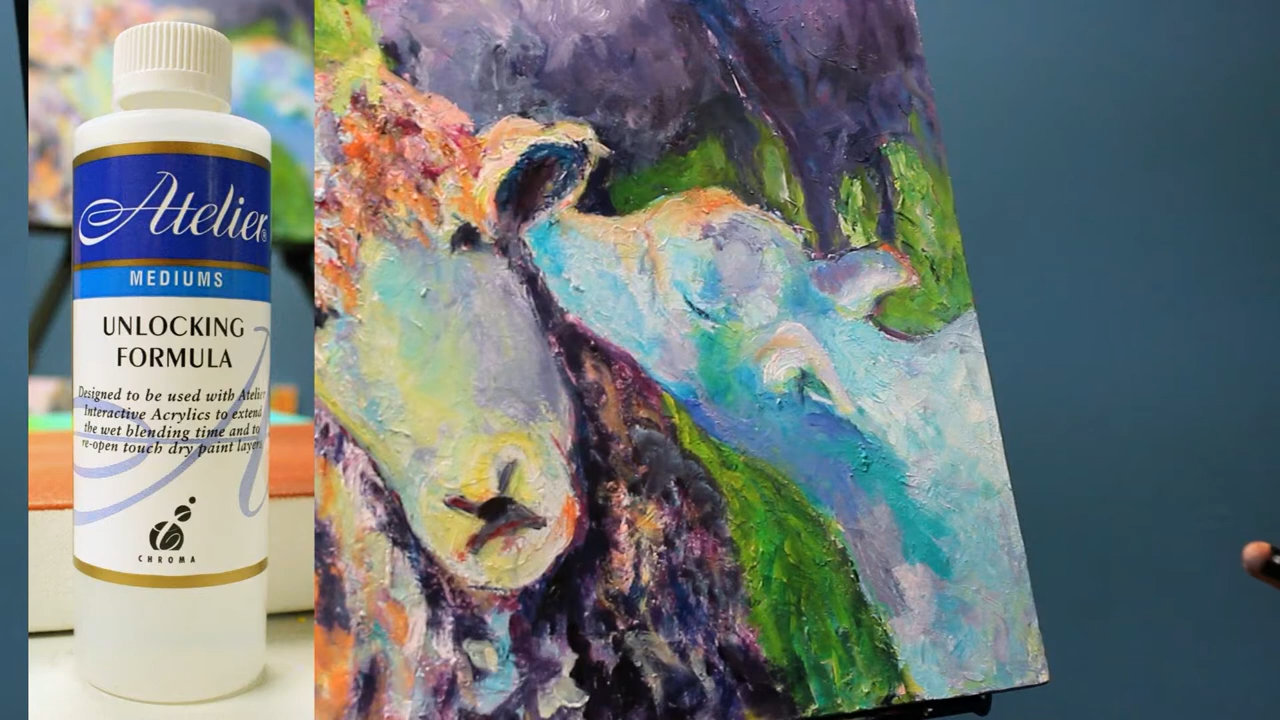 Atelier®
MEDIUMS
UNLOCKING
FORMULA
Designed to be used with Atelier
Interactive Acrylics to extend
the wet blending time and to
re-open touch dry paint layers.
CHROMA